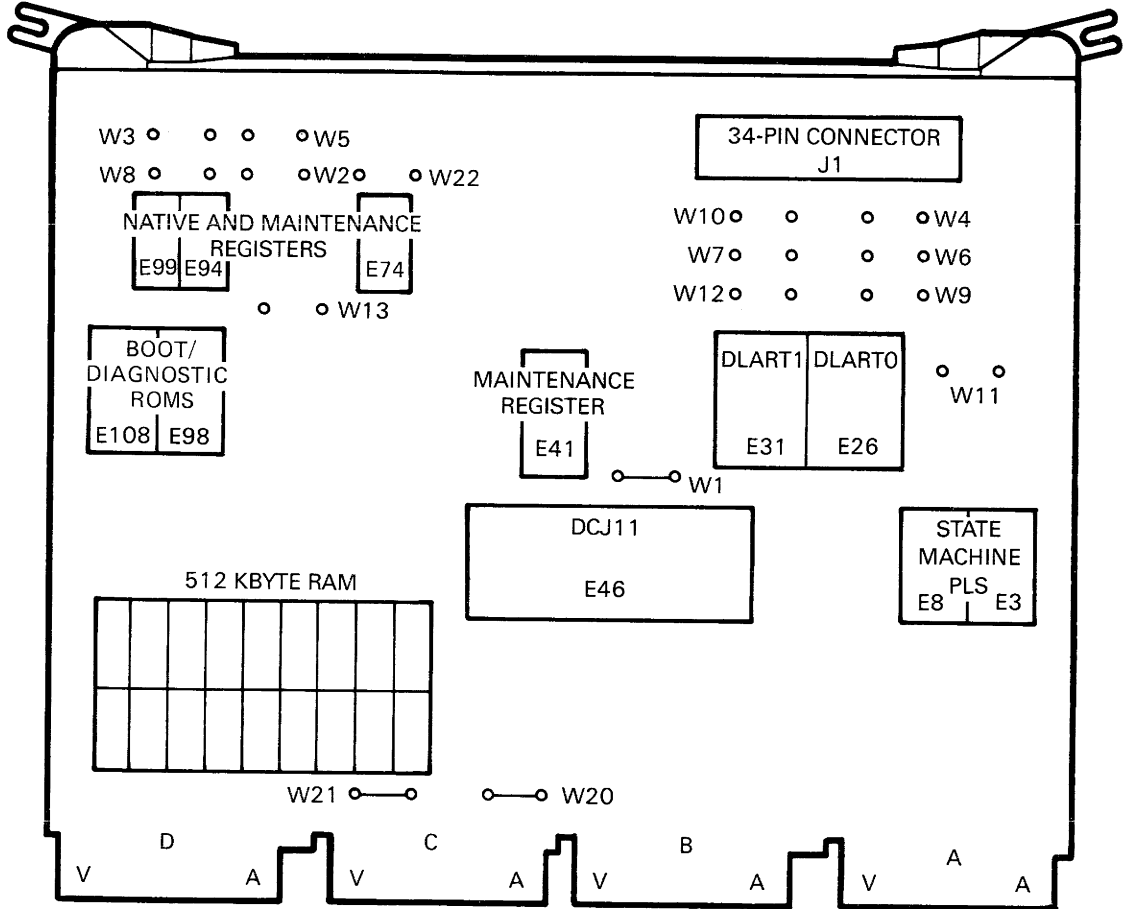 W3 W5
34-PIN CONNECTOR
J1
W8 W2 W22
NATIVE AND MAINTENANCE
REGISTERS
E99 E94 E74
W10 W4
W7 W6
W12 W9
W13
BOOT/
DIAGNOSTIC
ROMS
E108 E98
MAINTENANCE
REGISTER
E41
DLART1 DLART0
E31 E26
W11
W1
DCJ11
E46
STATE
MACHINE
PLS
E8 E3
512 KBYTE RAM
W21 W20
D C B A
V A V A V A V A